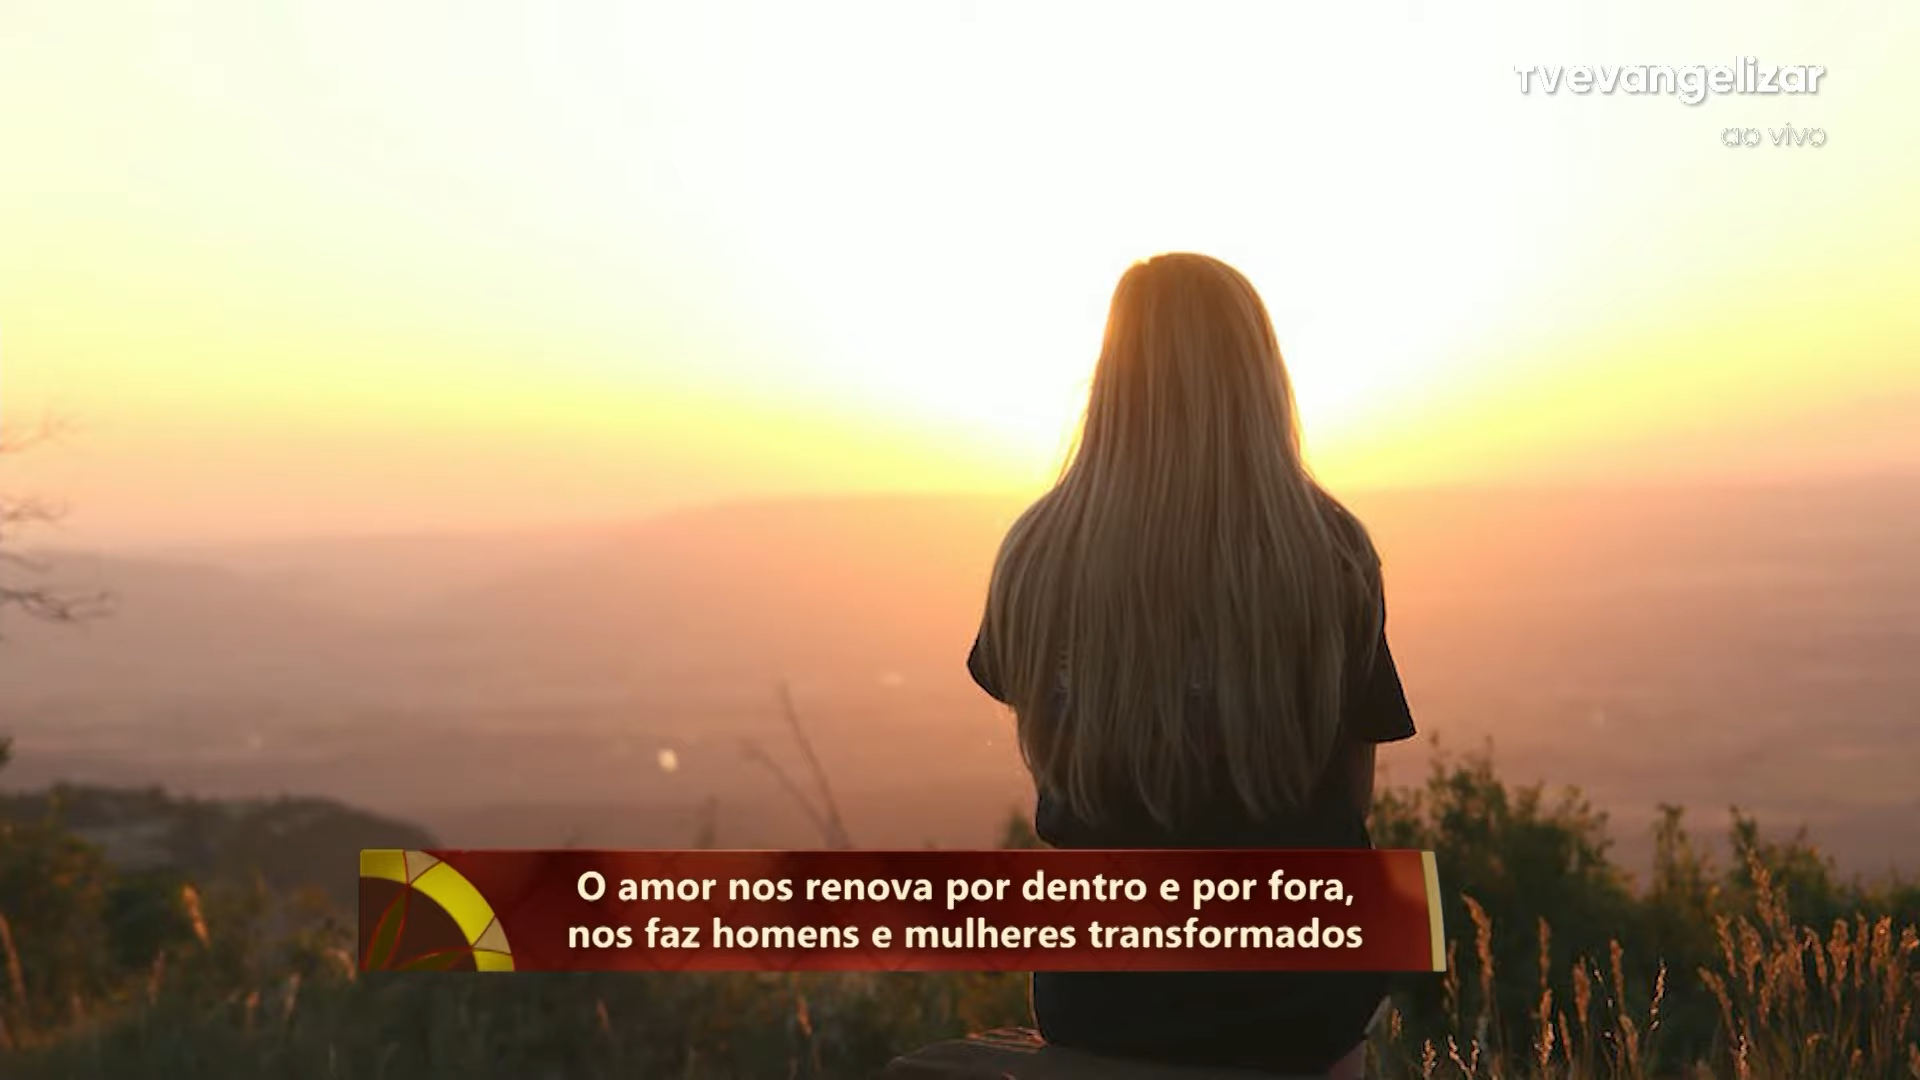 TVevangelizar
ao vivo
O amor nos renova por dentro e por fora,
nos faz homens e mulheres transformados